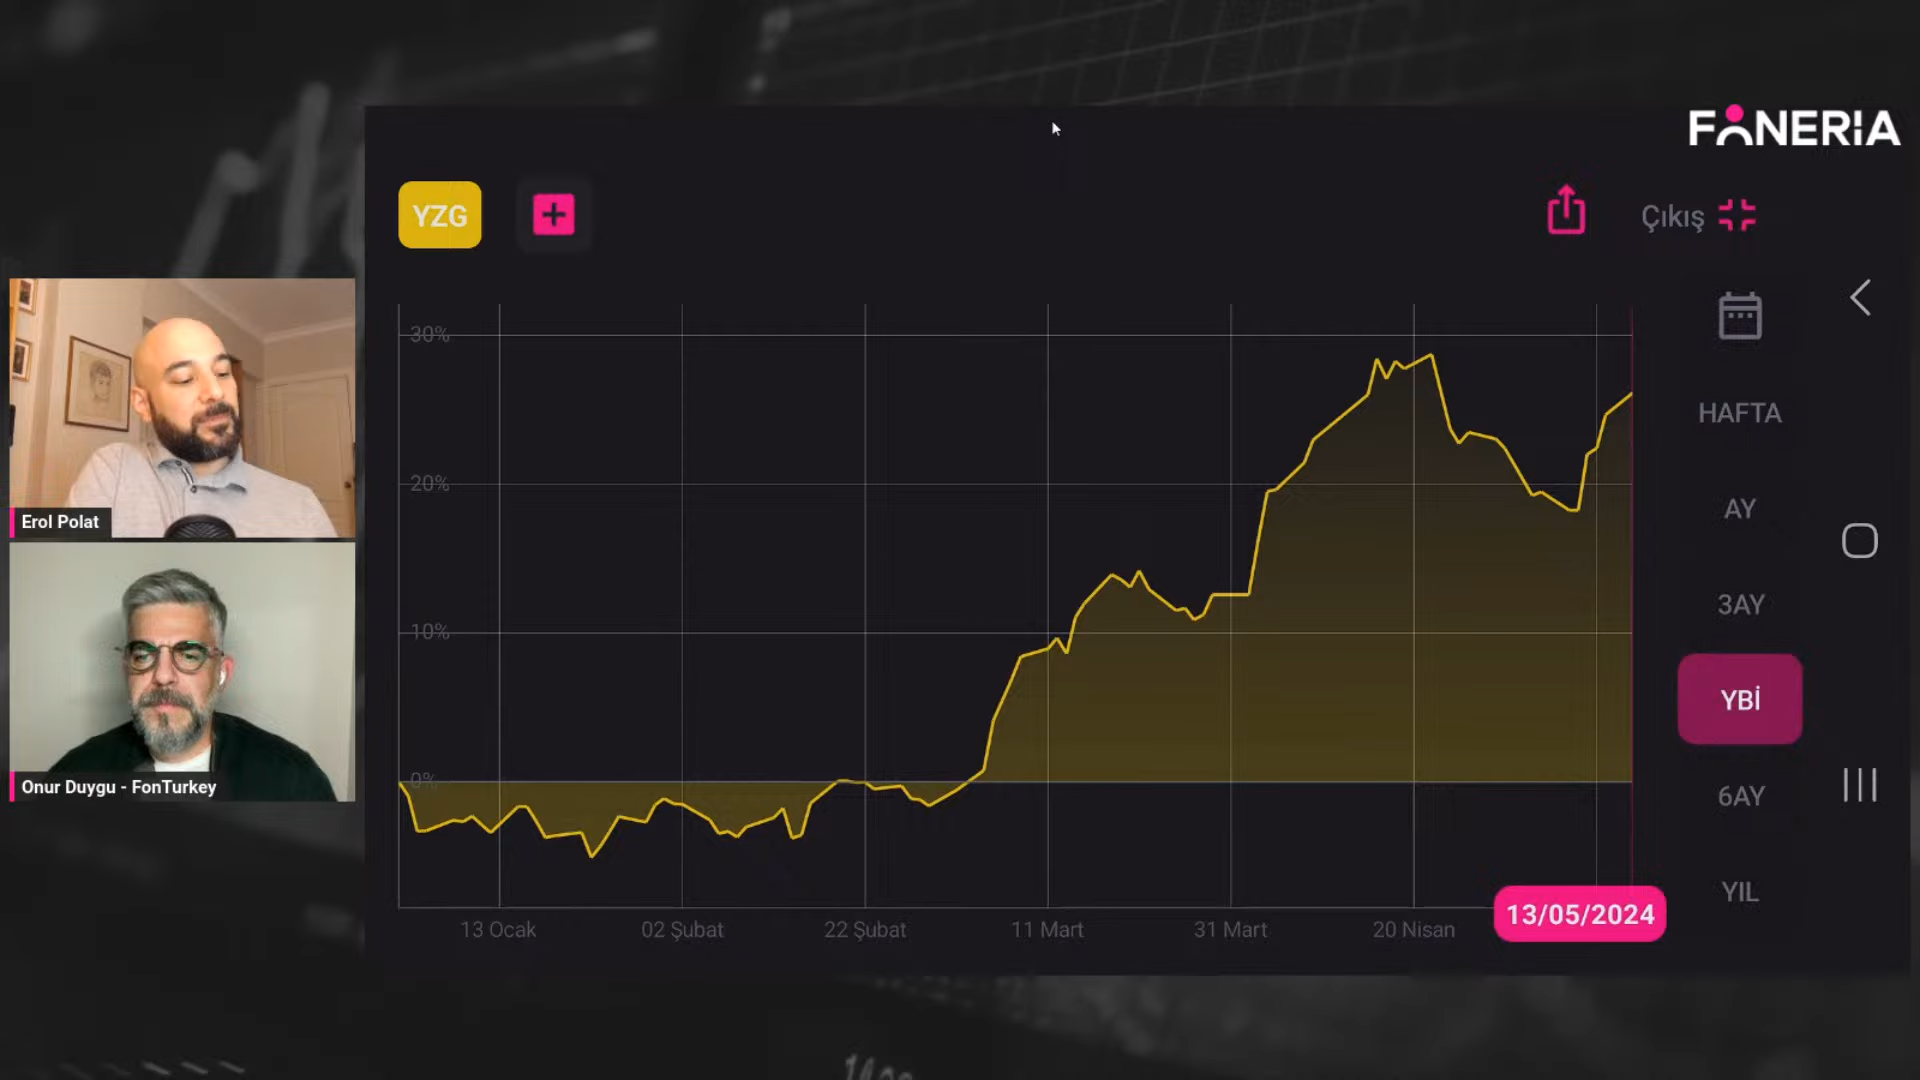 FONERIA
YZG
Çıkış
30%
20%
10%
0%
HAFTA
AY
3AY
YBİ
6AY
YIL
13 Ocak
02 Şubat
22 Şubat
11 Mart
31 Mart
20 Nisan
13/05/2024
Erol Polat
Onur Duygu - FonTurkey